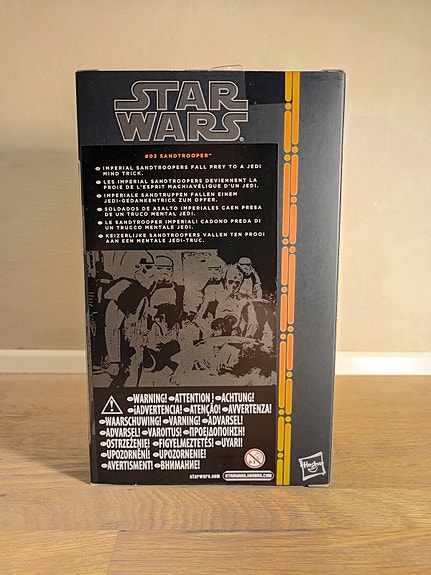 STAR
WARS®
#03 SANDTROOPER™
IMPERIAL SANDTROOPERS FALL PREY TO A JEDI
MIND TRICK.
LES IMPERIAL SANDTROOPERS DEVIENNENT LA
PROIE DE L'ESPRIT MACHIAVÉLIQUE D'UN JEDI.
IMPERIALE SANDTRUPPEN FALLEN EINEM
JEDI-GEDANKENTRICK ZUM OPFER.
SOLDADOS DE ASALTO IMPERIALES CAEN PRESA
DE UN TRUCO MENTAL JEDI.
LE SANDTROOPER IMPERIALI CADONO PREDA DI
UN TRUCCO MENTALE JEDI.
KEIZERLIJKE SANDTROOPERS VALLEN TEN PROOI
AAN EEN MENTALE JEDI-TRUC.
WARNING! ATTENTION! ACHTUNG!
¡ADVERTENCIA! ATENÇÃO! AVVERTENZA!
WAARSCHUWING! VARNING! ADVARSEL!
ADVARSEL! VAROITUS! ΠΡΟΕΙΔΟΠΟΙΗΣΗ!
OSTRZEŻENIE! FIGYELMEZTETÉS! UYARI!
UPOZORNĚNÍ! UPOZORNENIE!
AVERTISMENT! ВНИМАНИЕ!
starwars.com STARWARS.HASBRO.COM
Hasbro